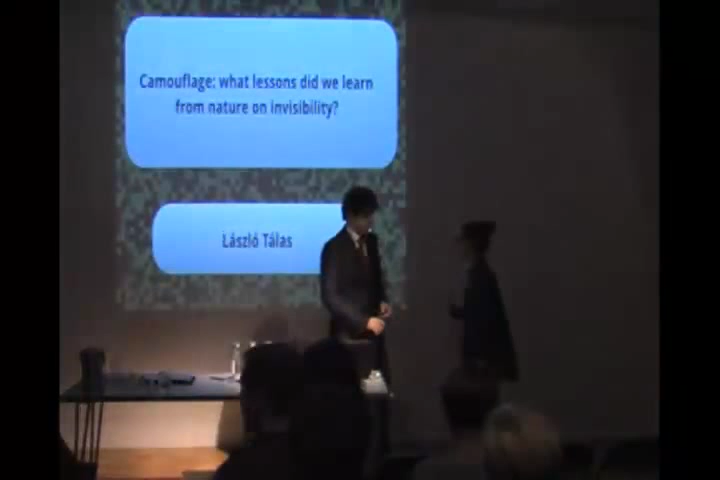 Camouflage: what lessons did we learn
from nature on invisibility?
László Tálas